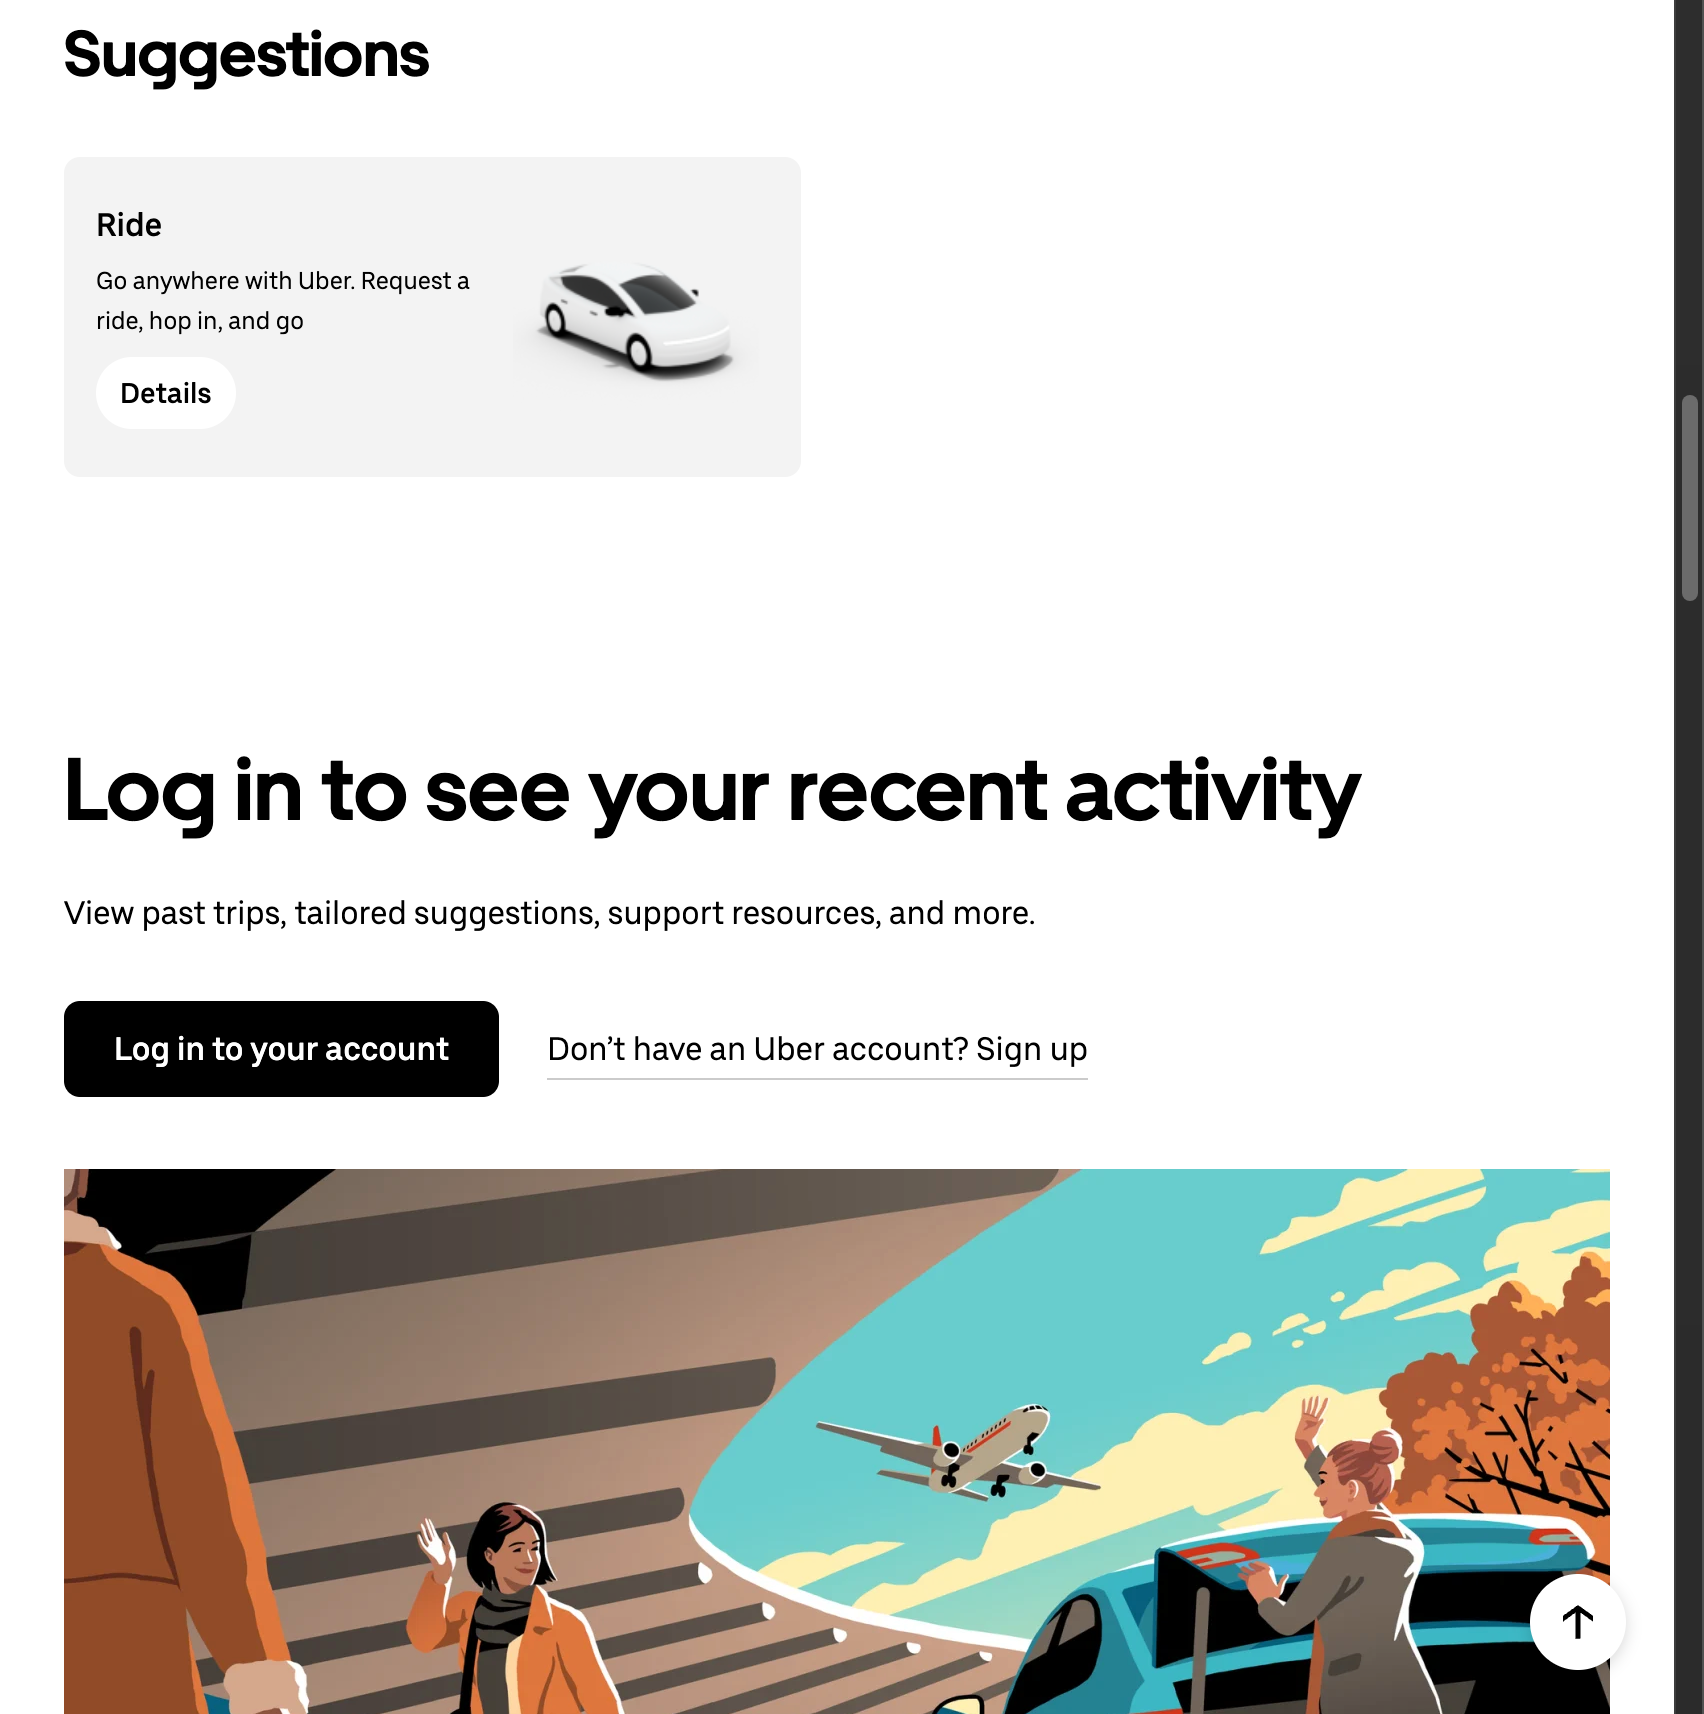 Suggestions
Ride
Go anywhere with Uber. Request a
ride, hop in, and go
Details
Log in to see your recent activity
View past trips, tailored suggestions, support resources, and more.
Log in to your account
Don’t have an Uber account? Sign up